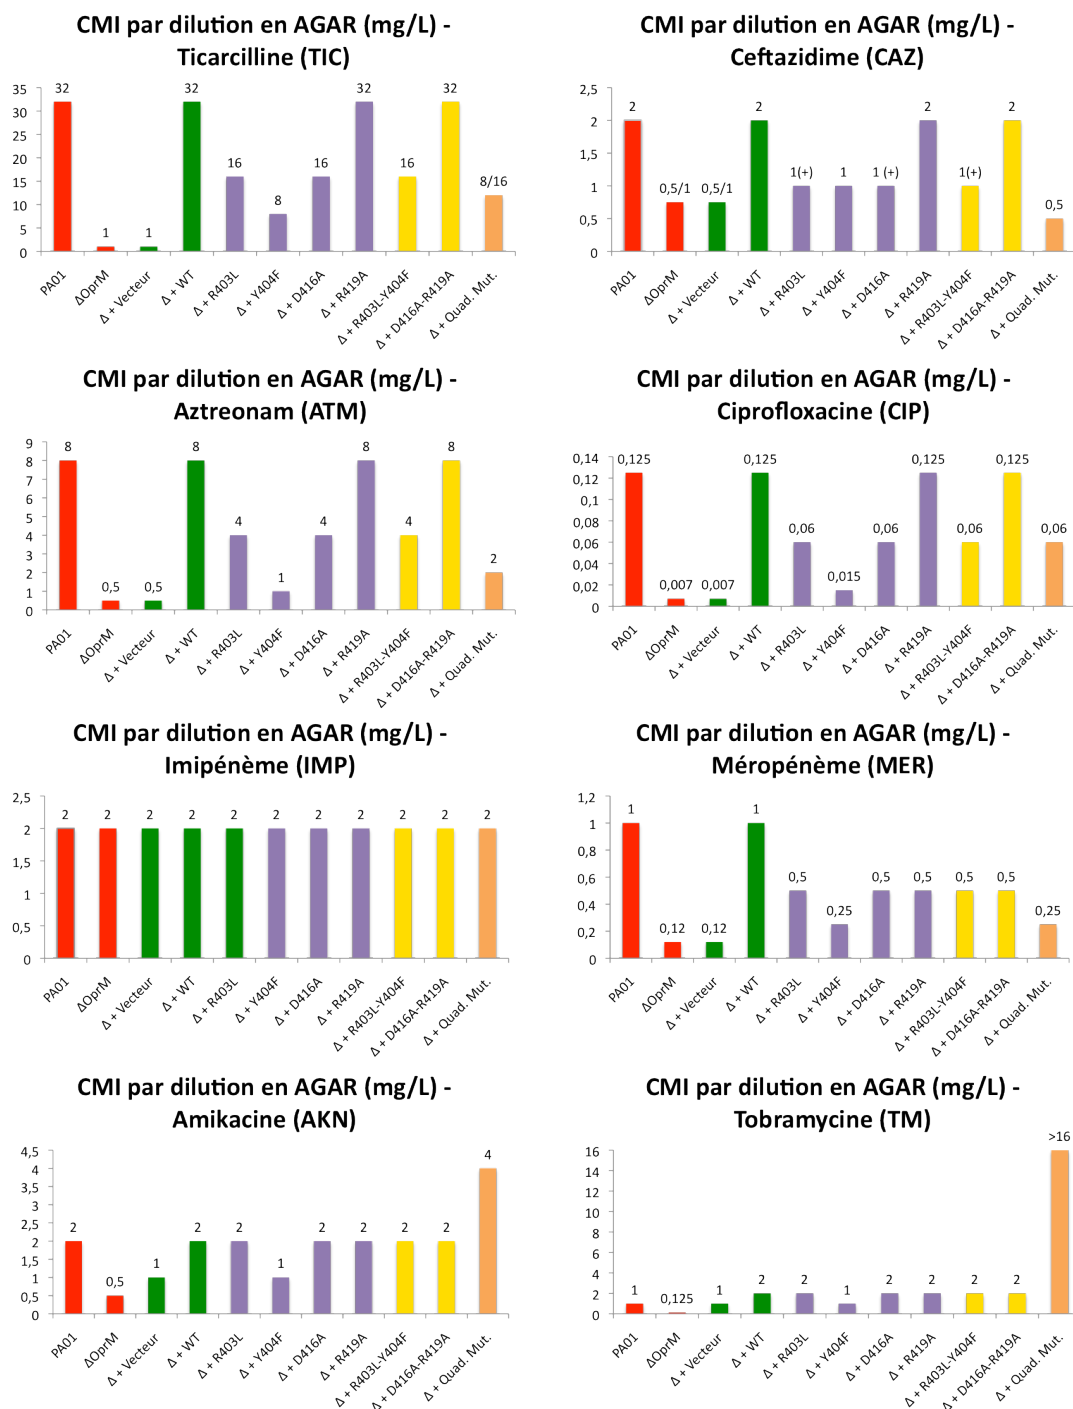 CMI par dilution en AGAR (mg/L) -
Ticarcilline (TIC)
35
30
25
20
15
10
5
0
32
1
1
32
16
8
16
32
16
32
8/16
PA01
ΔOprM
Δ + Vecteur
Δ + WT
Δ + R403L
Δ + Y404F
Δ + D416A
Δ + R419A
Δ + R403L-Y404F
Δ + D416A-R419A
Δ + Quad. Mut.
CMI par dilution en AGAR (mg/L) -
Ceftazidime (CAZ)
2,5
2
1,5
1
0,5
0
2
0,5/1
0,5/1
2
1(+)
1
1 (+)
2
1(+)
2
0,5
PA01
ΔOprM
Δ + Vecteur
Δ + WT
Δ + R403L
Δ + Y404F
Δ + D416A
Δ + R419A
Δ + R403L-Y404F
Δ + D416A-R419A
Δ + Quad. Mut.
CMI par dilution en AGAR (mg/L) -
Aztreonam (ATM)
9
8
7
6
5
4
3
2
1
0
8
0,5
0,5
8
4
1
4
8
4
8
2
PA01
ΔOprM
Δ + Vecteur
Δ + WT
Δ + R403L
Δ + Y404F
Δ + D416A
Δ + R419A
Δ + R403L-Y404F
Δ + D416A-R419A
Δ + Quad. Mut.
CMI par dilution en AGAR (mg/L) -
Ciprofloxacine (CIP)
0,14
0,12
0,1
0,08
0,06
0,04
0,02
0
0,125
0,007
0,007
0,125
0,06
0,015
0,06
0,125
0,06
0,125
0,06
PA01
ΔOprM
Δ + Vecteur
Δ + WT
Δ + R403L
Δ + Y404F
Δ + D416A
Δ + R419A
Δ + R403L-Y404F
Δ + D416A-R419A
Δ + Quad. Mut.
CMI par dilution en AGAR (mg/L) -
Imipénème (IMP)
2,5
2
1,5
1
0,5
0
2
2
2
2
2
2
2
2
2
2
2
PA01
ΔOprM
Δ + Vecteur
Δ + WT
Δ + R403L
Δ + Y404F
Δ + D416A
Δ + R419A
Δ + R403L-Y404F
Δ + D416A-R419A
Δ + Quad. Mut.
CMI par dilution en AGAR (mg/L) -
Méropénème (MER)
1,2
1
0,8
0,6
0,4
0,2
0
1
0,12
0,12
1
0,5
0,25
0,5
0,5
0,5
0,5
0,25
PA01
ΔOprM
Δ + Vecteur
Δ + WT
Δ + R403L
Δ + Y404F
Δ + D416A
Δ + R419A
Δ + R403L-Y404F
Δ + D416A-R419A
Δ + Quad. Mut.
CMI par dilution en AGAR (mg/L) -
Amikacine (AKN)
4,5
4
3,5
3
2,5
2
1,5
1
0,5
0
2
0,5
1
2
2
1
2
2
2
2
4
PA01
ΔOprM
Δ + Vecteur
Δ + WT
Δ + R403L
Δ + Y404F
Δ + D416A
Δ + R419A
Δ + R403L-Y404F
Δ + D416A-R419A
Δ + Quad. Mut.
CMI par dilution en AGAR (mg/L) -
Tobramycine (TM)
16
14
12
10
8
6
4
2
0
1
0,125
1
2
2
1
2
2
2
2
>16
PA01
ΔOprM
Δ + Vecteur
Δ + WT
Δ + R403L
Δ + Y404F
Δ + D416A
Δ + R419A
Δ + R403L-Y404F
Δ + D416A-R419A
Δ + Quad. Mut.